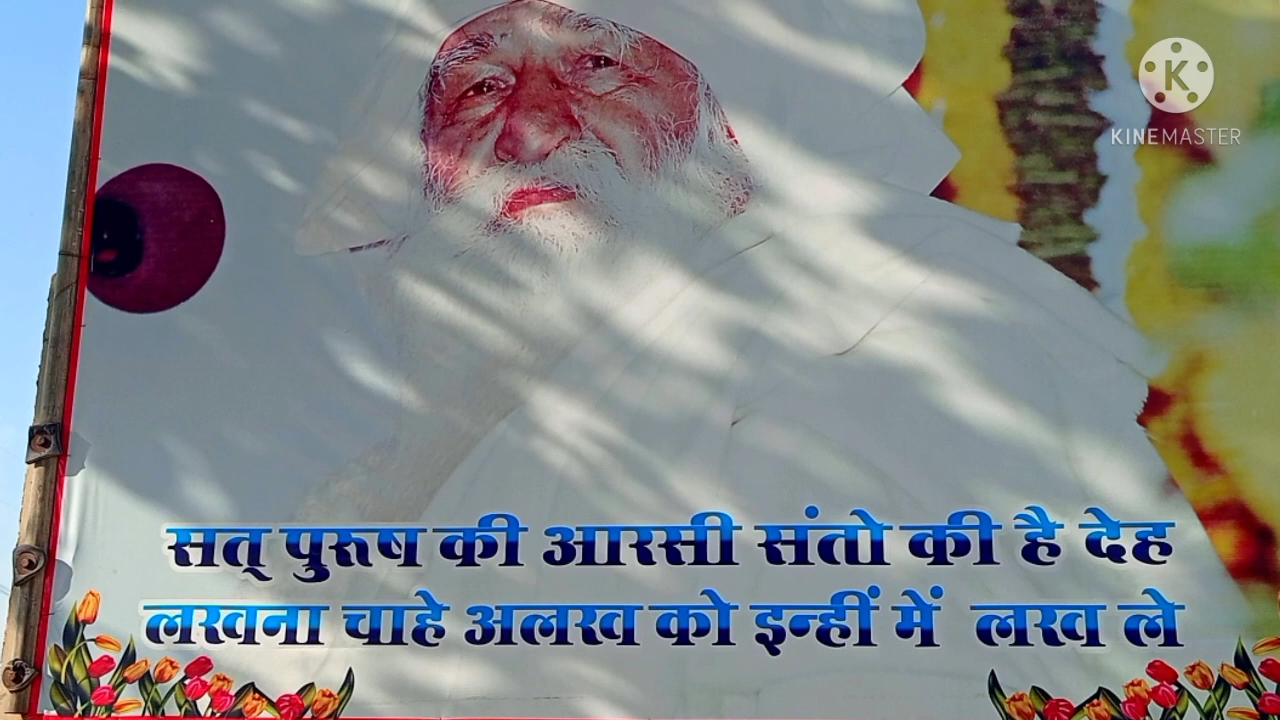 KINEMASTER
सत् पुरूष की आरसी संतो की है देह
लखना चाहे अलख को इन्हीं में लख ले